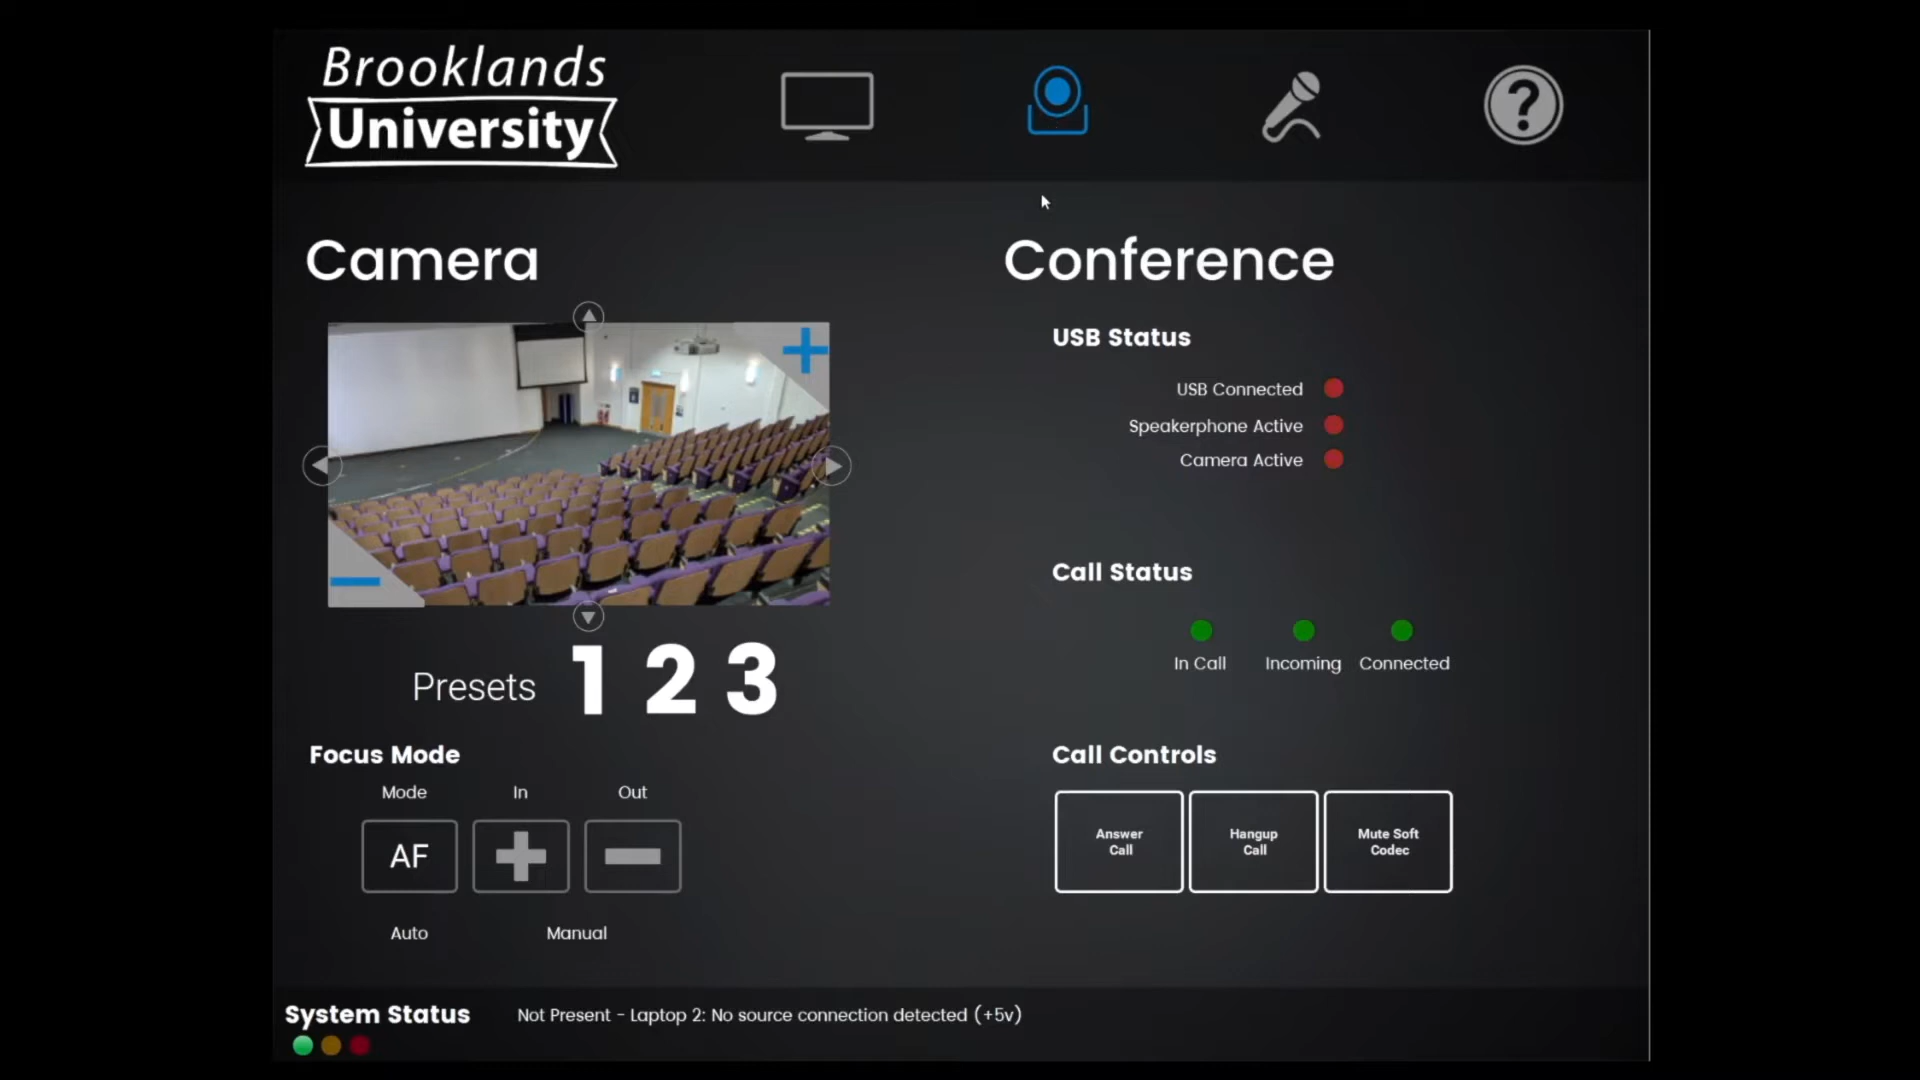 Brooklands
University
?
Camera
Conference
USB Status
USB Connected
Speakerphone Active
Camera Active
Call Status
In Call Incoming Connected
Presets 1 2 3
Focus Mode
Mode In Out
AF
Auto Manual
Call Controls
Answer
Call
Hangup
Call
Mute Soft
Codec
System Status
Not Present - Laptop 2: No source connection detected (+5v)